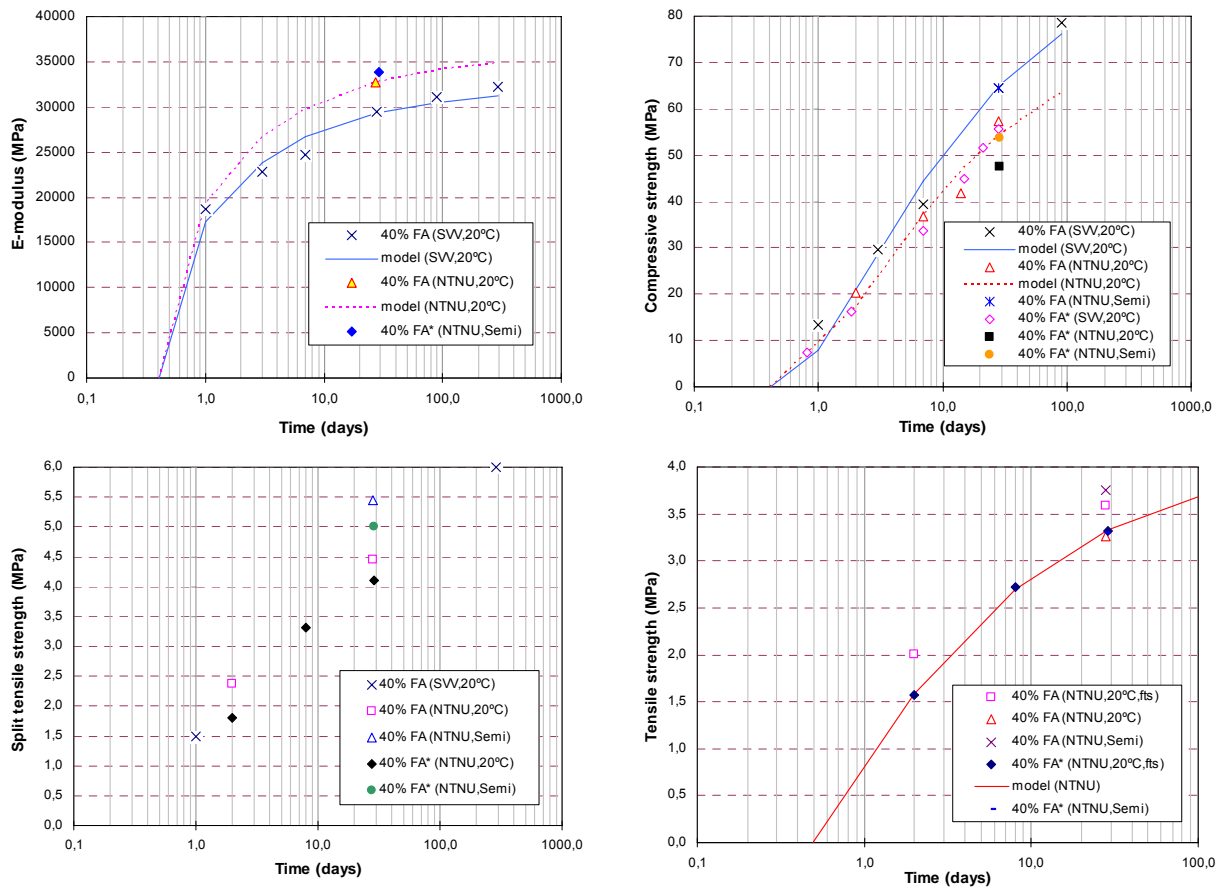 40000
35000
30000
25000
20000
15000
10000
5000
0
E-modulus (MPa)
40% FA (SVV,20ºC)
model (SVV,20ºC)
40% FA (NTNU,20ºC)
model (NTNU,20ºC)
40% FA* (NTNU,Semi)
0,1 1,0 10,0 100,0 1000,0
Time (days)
80
70
60
50
40
30
20
10
0
Compressive strength (MPa)
40% FA (SVV,20ºC)
model (SVV,20ºC)
40% FA (NTNU,20ºC)
model (NTNU,20ºC)
40% FA (NTNU,Semi)
40% FA* (SVV,20ºC)
40% FA* (NTNU,20ºC)
40% FA* (NTNU,Semi)
0,1 1,0 10,0 100,0 1000,0
Time (days)
6,0
5,5
5,0
4,5
4,0
3,5
3,0
2,5
2,0
1,5
1,0
0,5
0,0
Split tensile strength (MPa)
40% FA (SVV,20ºC)
40% FA (NTNU,20ºC)
40% FA (NTNU,Semi)
40% FA* (NTNU,20ºC)
40% FA* (NTNU,Semi)
0,1 1,0 10,0 100,0 1000,0
Time (days)
4,0
3,5
3,0
2,5
2,0
1,5
1,0
0,5
0,0
Tensile strength (MPa)
40% FA (NTNU,20ºC,fts)
40% FA (NTNU,20ºC)
40% FA (NTNU,Semi)
40% FA* (NTNU,20ºC,fts)
model (NTNU)
40% FA* (NTNU,Semi)
0,1 1,0 10,0 100,0
Time (days)